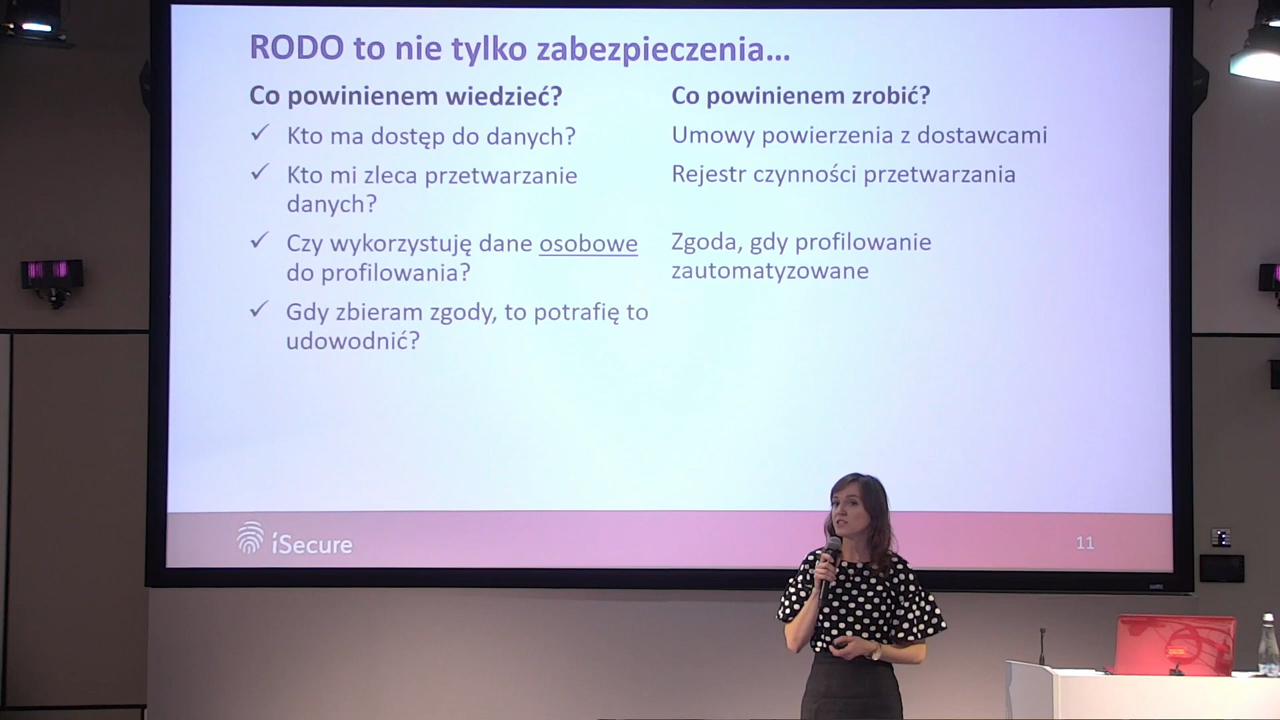 RODO to nie tylko zabezpieczenia...
Co powinienem wiedzieć?
✓ Kto ma dostęp do danych?
✓ Kto mi zleca przetwarzanie
danych?
✓ Czy wykorzystuję dane osobowe
do profilowania?
✓ Gdy zbieram zgody, to potrafię to
udowodnić?
Co powinienem zrobić?
Umowy powierzenia z dostawcami
Rejestr czynności przetwarzania
Zgoda, gdy profilowanie
zautomatyzowane
iSecure
11